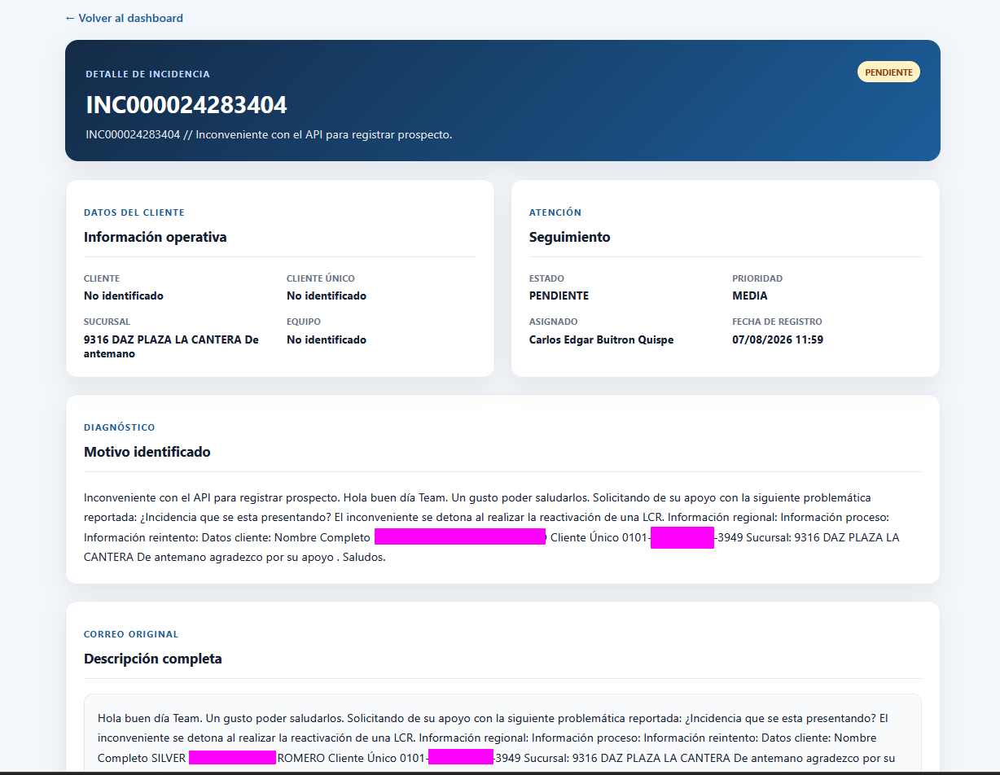 ← Volver al dashboard
DETALLE DE INCIDENCIA
PENDIENTE
INC000024283404
INC000024283404 // Inconveniente con el API para registrar prospecto.
DATOS DEL CLIENTE
Información operativa
CLIENTE
No identificado
CLIENTE ÚNICO
No identificado
SUCURSAL
9316 DAZ PLAZA LA CANTERA De
antemano
EQUIPO
No identificado
ATENCIÓN
Seguimiento
ESTADO
PENDIENTE
PRIORIDAD
MEDIA
ASIGNADO
Carlos Edgar Buitron Quispe
FECHA DE REGISTRO
07/08/2026 11:59
DIAGNÓSTICO
Motivo identificado
Inconveniente con el API para registrar prospecto. Hola buen día Team. Un gusto poder saludarlos. Solicitando de su apoyo con la siguiente problemática
reportada: ¿Incidencia que se esta presentando? El inconveniente se detona al realizar la reactivación de una LCR. Información regional: Información proceso:
Información reintento: Datos cliente: Nombre Completo Cliente Único 0101- -3949 Sucursal: 9316 DAZ PLAZA LA
CANTERA De antemano agradezco por su apoyo . Saludos.
CORREO ORIGINAL
Descripción completa
Hola buen día Team. Un gusto poder saludarlos. Solicitando de su apoyo con la siguiente problemática reportada: ¿Incidencia que se esta presentando? El
inconveniente se detona al realizar la reactivación de una LCR. Información regional: Información proceso: Información reintento: Datos cliente: Nombre
Completo SILVER ROMERO Cliente Único 0101- -3949 Sucursal: 9316 DAZ PLAZA LA CANTERA De antemano agradezco por su